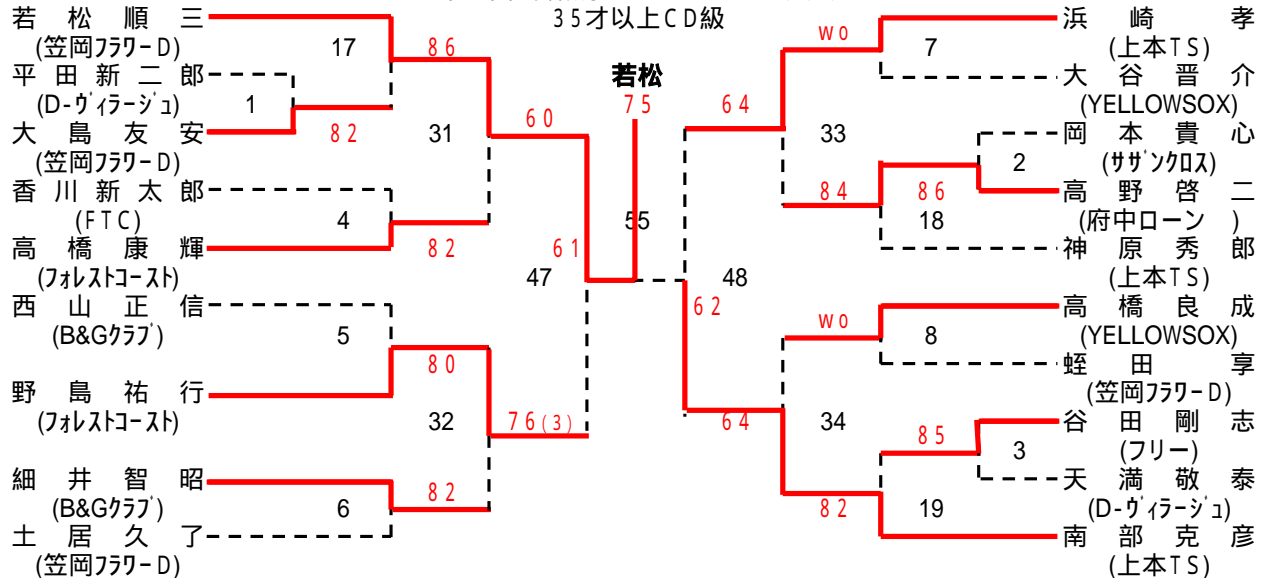 35才以上CD級
若松
75
55
若松順三
(笠岡フラワーD)
17
86
平田新二郎
(D-ヴィラージュ)
1
大島友安
82
(笠岡フラワーD)
31
60
香川新太郎
(FTC)
4
高橋康輝
82
(フォレストコースト)
61
47
西山正信
(B&Gクラブ)
5
80
野島祐行
(フォレストコースト)
32
76(3)
細井智昭
(B&Gクラブ)
82
6
土居久了
(笠岡フラワーD)
浜崎孝
(上本TS)
W0
7
大谷晋介
(YELLOWSOX)
64
33
岡本貴心
(サザンクロス)
2
84
86
高野啓二
(府中ローン )
18
神原秀郎
(上本TS)
48
62
高橋良成
(YELLOWSOX)
W0
8
蛭田享
(笠岡フラワーD)
64
34
谷田剛志
(フリー)
85
3
天満敬泰
(D-ヴィラージュ)
82
19
南部克彦
(上本TS)